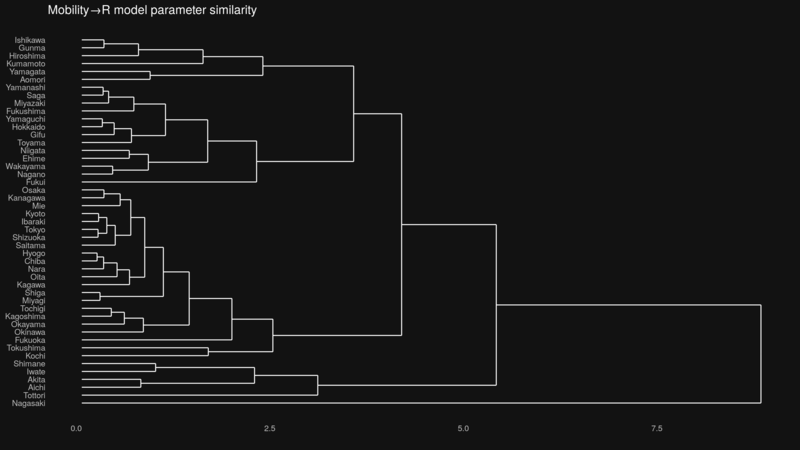 Mobility→R model parameter similarity
Ishikawa
Gunma
Hiroshima
Kumamoto
Yamagata
Aomori
Yamanashi
Saga
Miyazaki
Fukushima
Yamaguchi
Hokkaido
Gifu
Toyama
Niigata
Ehime
Wakayama
Nagano
Fukui
Osaka
Kanagawa
Mie
Kyoto
Ibaraki
Tokyo
Shizuoka
Saitama
Hyogo
Chiba
Nara
Oita
Kagawa
Shiga
Miyagi
Tochigi
Kagoshima
Okayama
Okinawa
Fukuoka
Tokushima
Kochi
Shimane
Iwate
Akita
Aichi
Tottori
Nagasaki
0.0 2.5 5.0 7.5